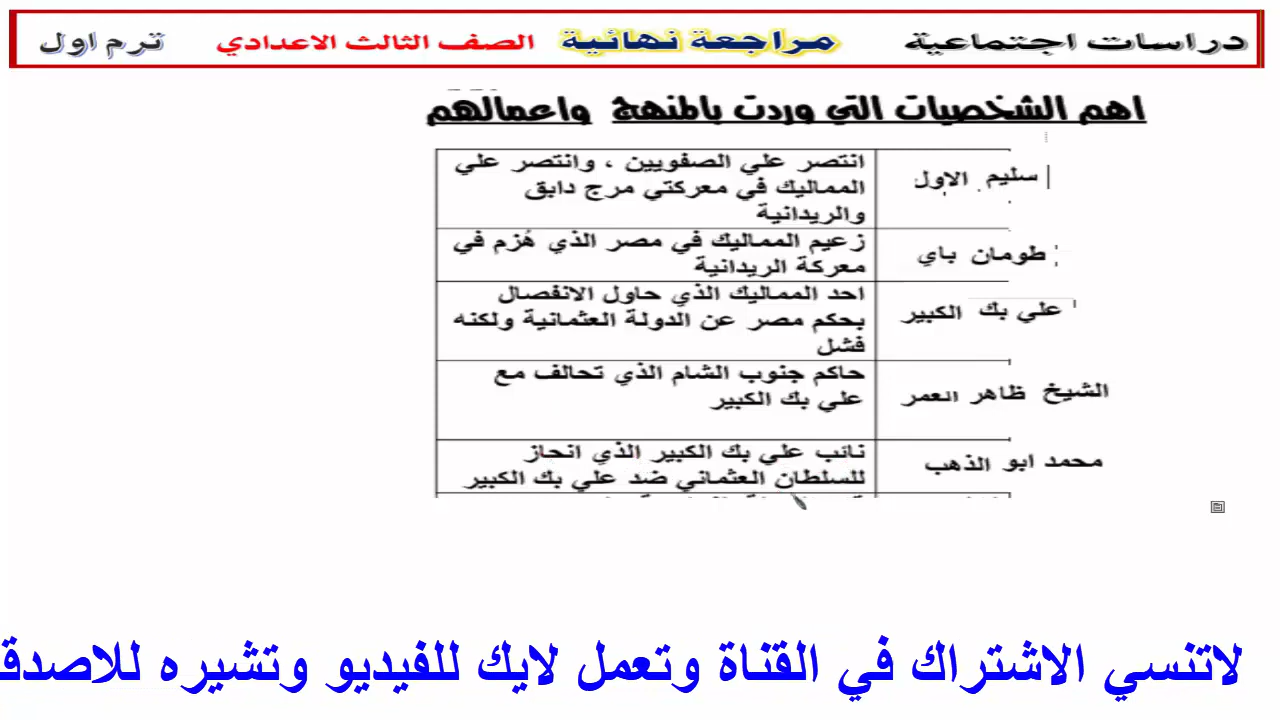 دراسات اجتماعية مراجعة نهائية الصف الثالث الاعدادي ترم اول
اهم الشخصيات التي وردت بالمنهج واعمالهم
سليم الاول
انتصر علي الصفويين ، وانتصر علي
المماليك في معركتي مرج دابق
والريدانية
طومان باي
زعيم المماليك في مصر الذي هُزم في
معركة الريدانية
علي بك الكبير
احد المماليك الذي حاول الانفصال
بحكم مصر عن الدولة العثمانية ولكنه
فشل
الشيخ ظاهر العمر
حاكم جنوب الشام الذي تحالف مع
علي بك الكبير
محمد ابو الذهب
نائب علي بك الكبير الذي انحاز
للسلطان العثماني ضد علي بك الكبير
لاتنسي الاشتراك في القناة وتعمل لايك للفيديو وتشيره للاصدق